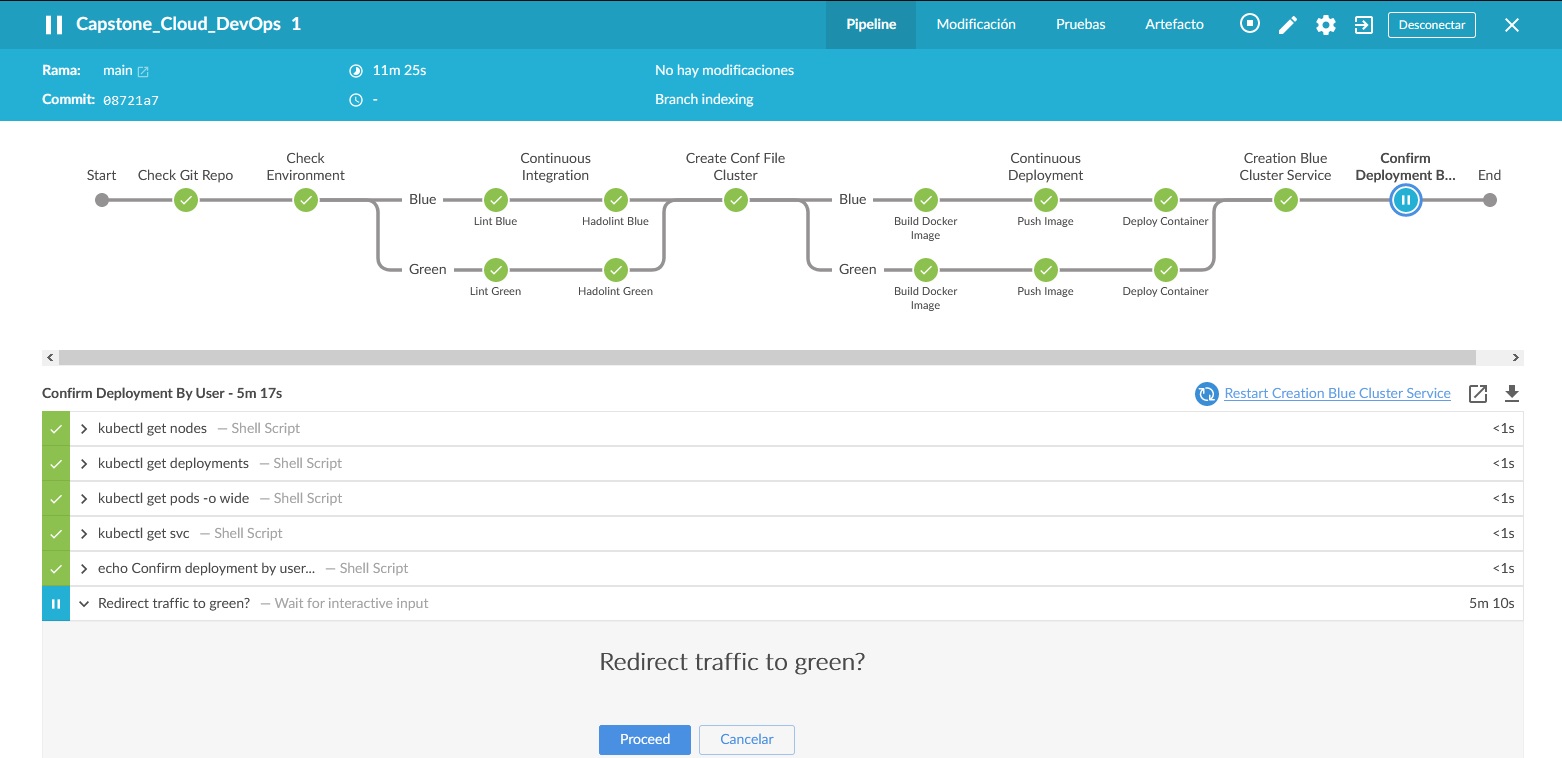 Capstone_Cloud_DevOps 1
Pipeline Modificación Pruebas Artefacto Desconectar
Rama: main 11m 25s No hay modificaciones
Commit: 08721a7 - Branch indexing
Start
Check Git Repo
Check
Environment
Continuous
Integration
Create Conf File
Cluster
Continuous
Deployment
Creation Blue
Cluster Service
Confirm
Deployment B...
End
Blue
Lint Blue
Hadolint Blue
Blue
Build Docker
Image
Push Image
Deploy Container
Green
Lint Green
Hadolint Green
Green
Build Docker
Image
Push Image
Deploy Container
Confirm Deployment By User - 5m 17s
Restart Creation Blue Cluster Service
kubectl get nodes — Shell Script <1s
kubectl get deployments — Shell Script <1s
kubectl get pods -o wide — Shell Script <1s
kubectl get svc — Shell Script <1s
echo Confirm deployment by user... — Shell Script <1s
Redirect traffic to green? — Wait for interactive input 5m 10s
Redirect traffic to green?
Proceed Cancelar